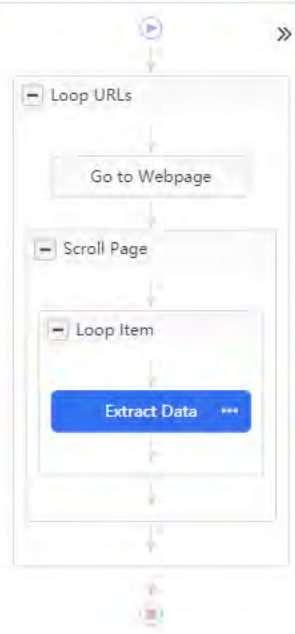 Loop URLs
Go to Webpage
Scroll Page
Loop Item
Extract Data